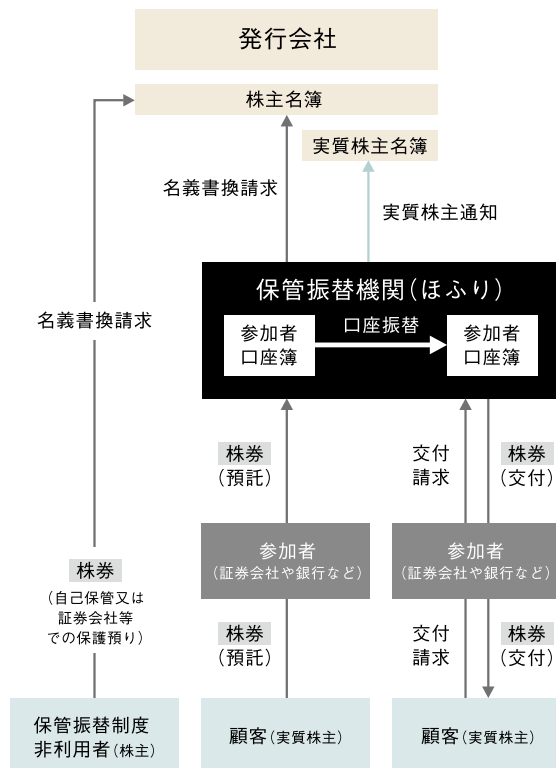 発行会社
株主名簿
実質株主名簿
名義書換請求
実質株主通知
保管振替機関（ほふり）
参加者
口座簿
口座振替
参加者
口座簿
名義書換請求
株券
（預託）
交付
請求
株券
（交付）
参加者
（証券会社や銀行など）
参加者
（証券会社や銀行など）
株券
（自己保管又は
証券会社等
での保護預り）
株券
（預託）
交付
請求
株券
（交付）
保管振替制度
非利用者（株主）
顧客（実質株主）
顧客（実質株主）